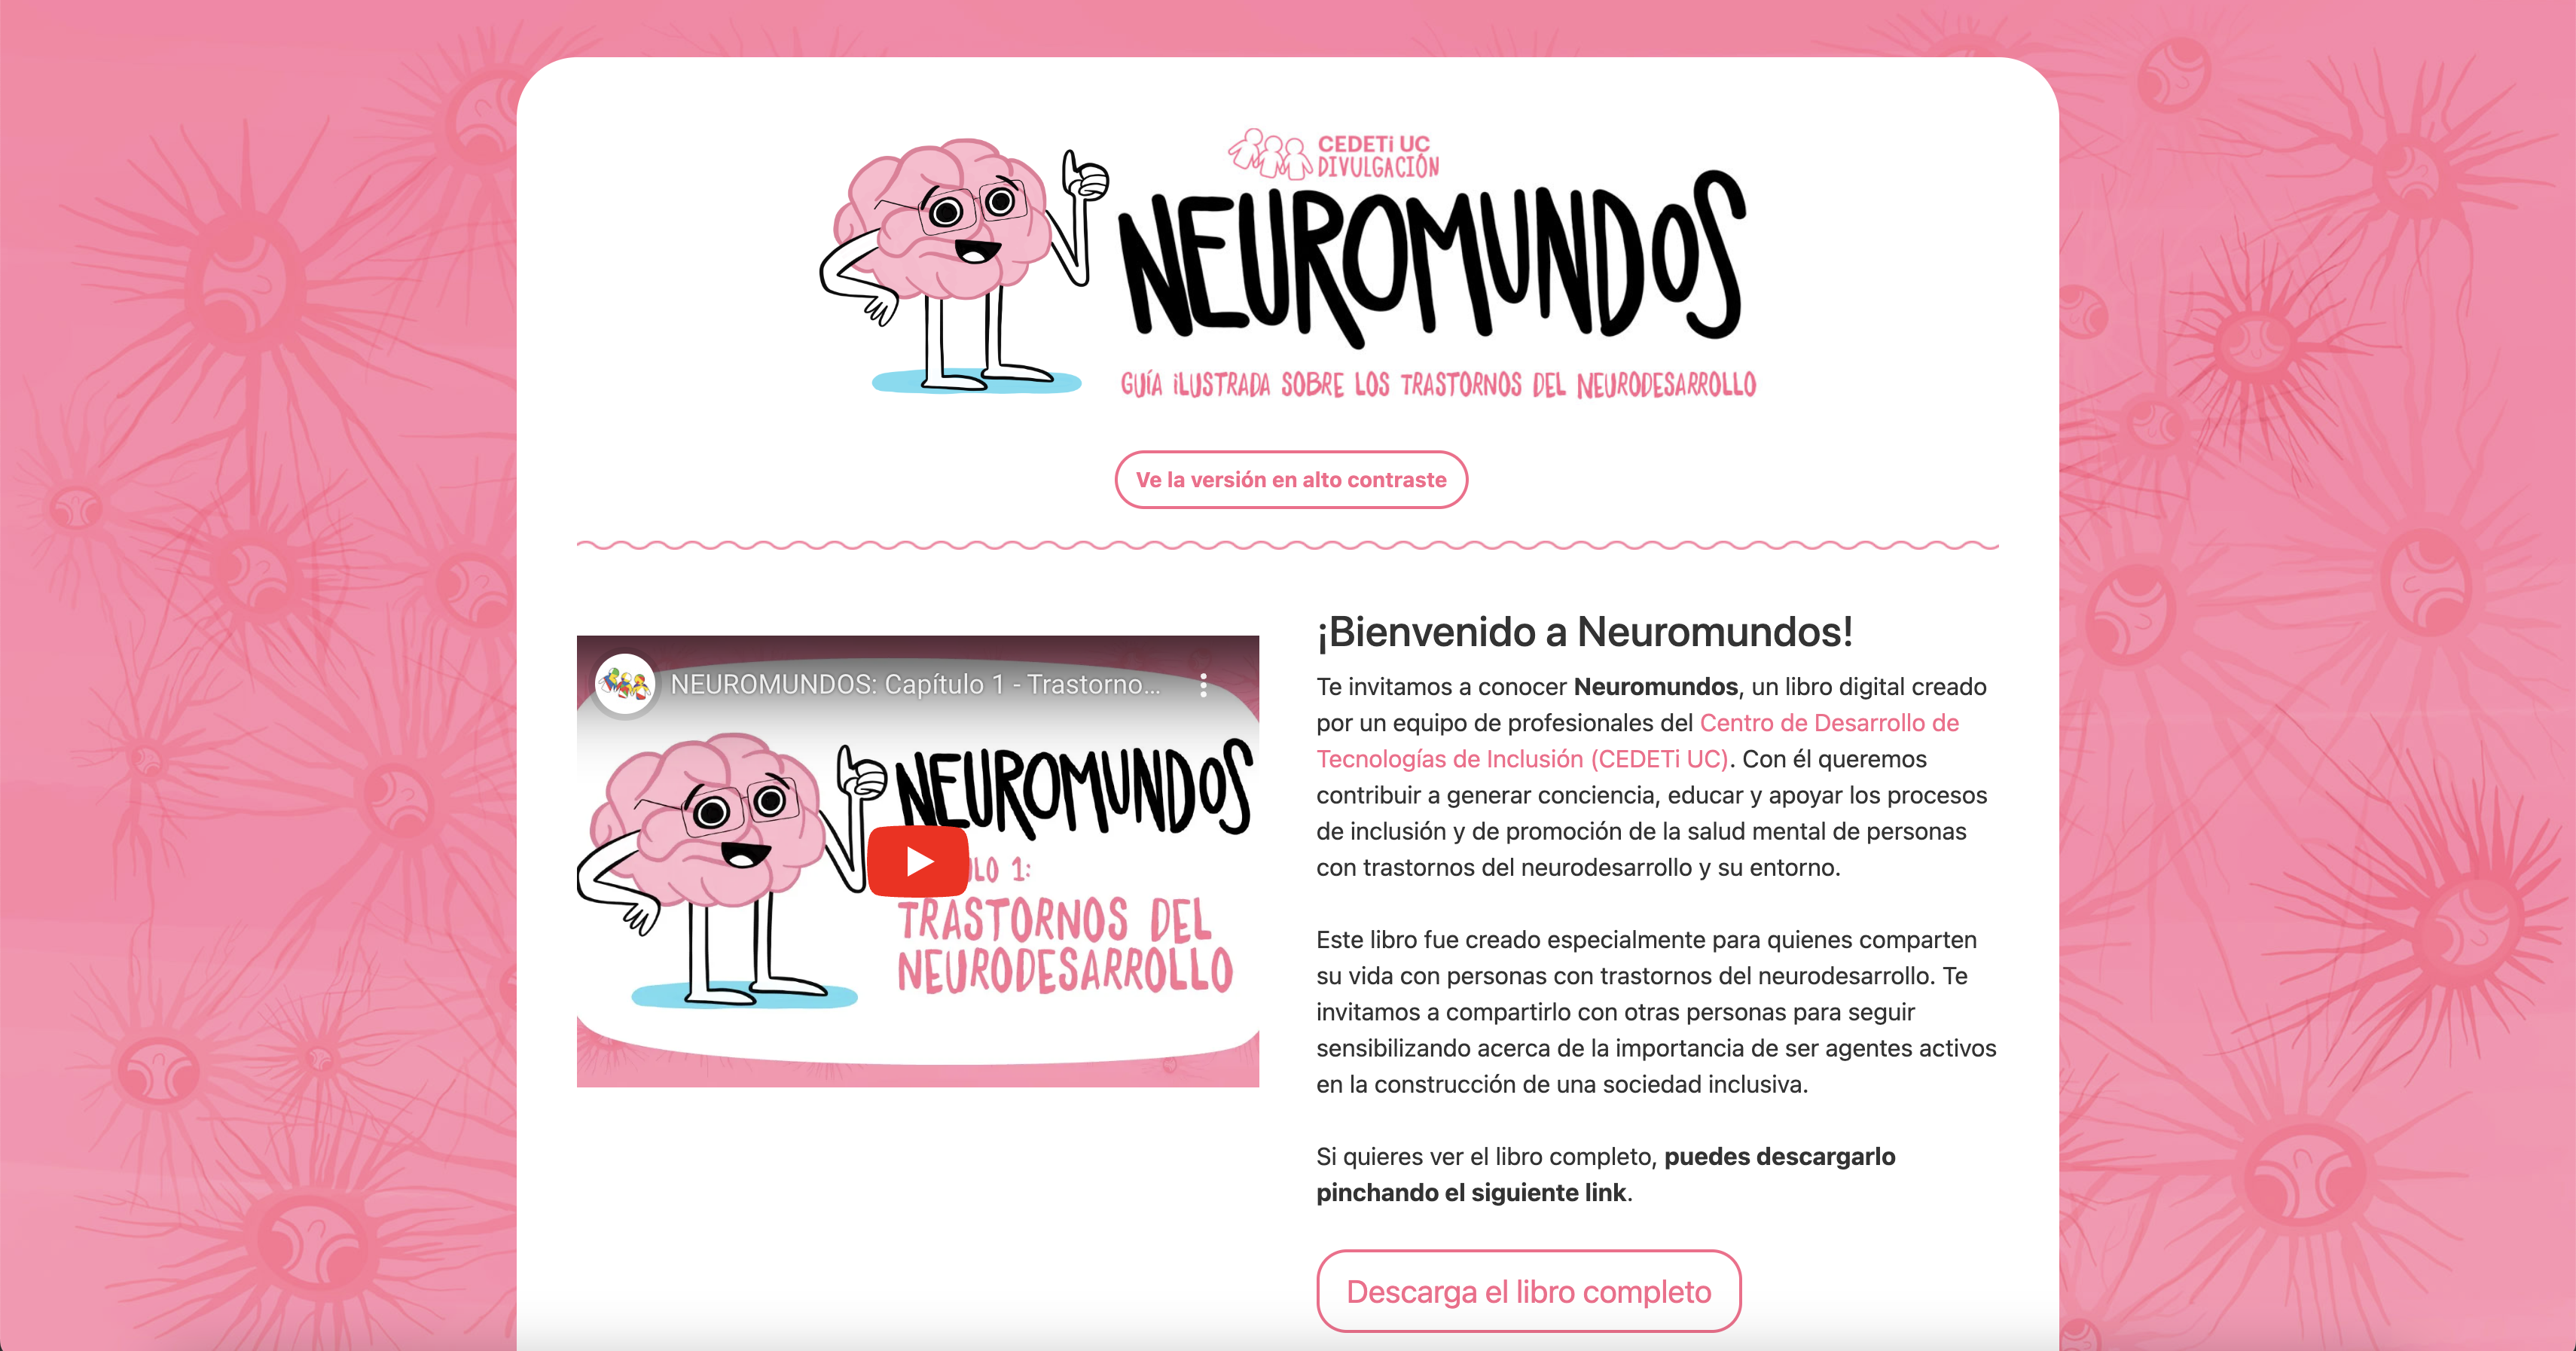 CEDETi UC
DIVULGACIÓN
NEUROMUNDOS
GUÍA iLUSTRADA SOBRE LOS TRASTORNOS DEL NEURODESARROLLO
Ve la versión en alto contraste
NEUROMUNDOS: Capítulo 1 - Trastorno...
NEUROMUNDOS
LO 1:
TRASTORNOS DEL
NEURODESARROLLO
¡Bienvenido a Neuromundos!
Te invitamos a conocer Neuromundos, un libro digital creado
por un equipo de profesionales del Centro de Desarrollo de
Tecnologías de Inclusión (CEDETi UC). Con él queremos
contribuir a generar conciencia, educar y apoyar los procesos
de inclusión y de promoción de la salud mental de personas
con trastornos del neurodesarrollo y su entorno.
Este libro fue creado especialmente para quienes comparten
su vida con personas con trastornos del neurodesarrollo. Te
invitamos a compartirlo con otras personas para seguir
sensibilizando acerca de la importancia de ser agentes activos
en la construcción de una sociedad inclusiva.
Si quieres ver el libro completo, puedes descargarlo
pinchando el siguiente link.
Descarga el libro completo